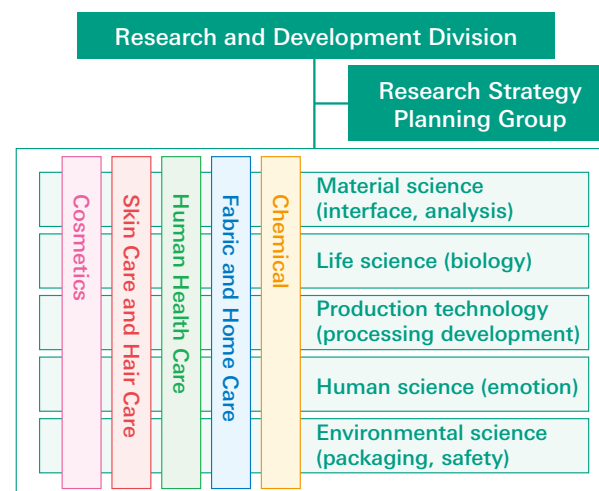 Research and Development Division
Research Strategy
Planning Group
Cosmetics
Skin Care and Hair Care
Human Health Care
Fabric and Home Care
Chemical
Material science
(interface, analysis)
Life science (biology)
Production technology
(processing development)
Human science (emotion)
Environmental science
(packaging, safety)